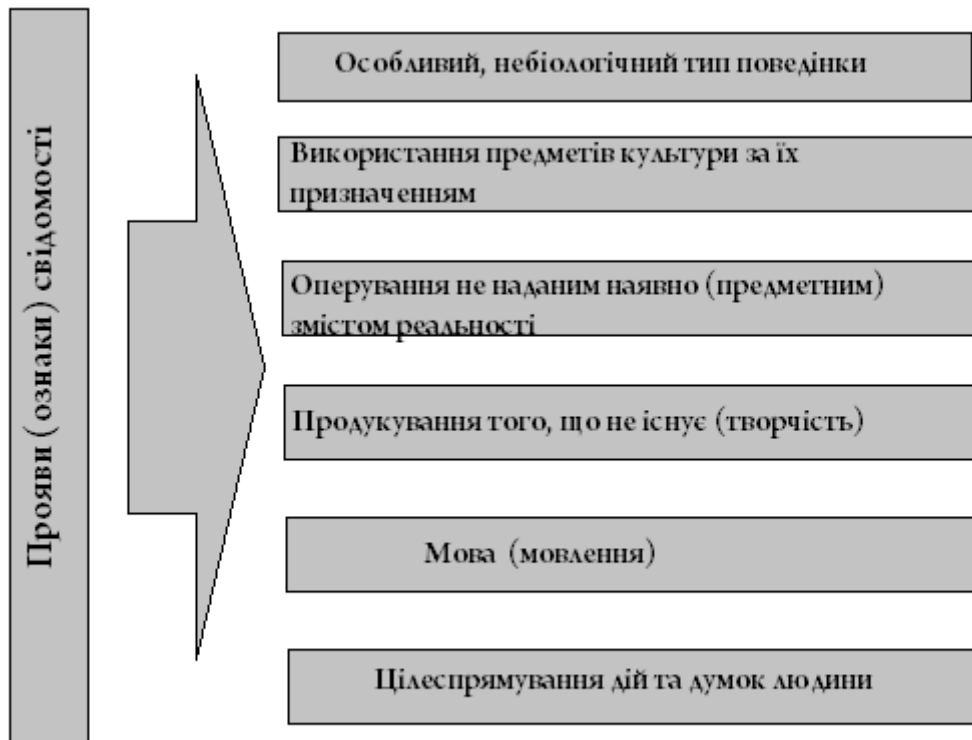 Прояви (ознаки) свідомості
Особливий, небіологічний тип поведінки
Використання предметів культури за їх
призначенням
Оперування не наданим наявно (предметним)
змістом реальності
Продукування того, що не існує (творчість)
Мова (мовлення)
Цілеспрямування дій та думок людини